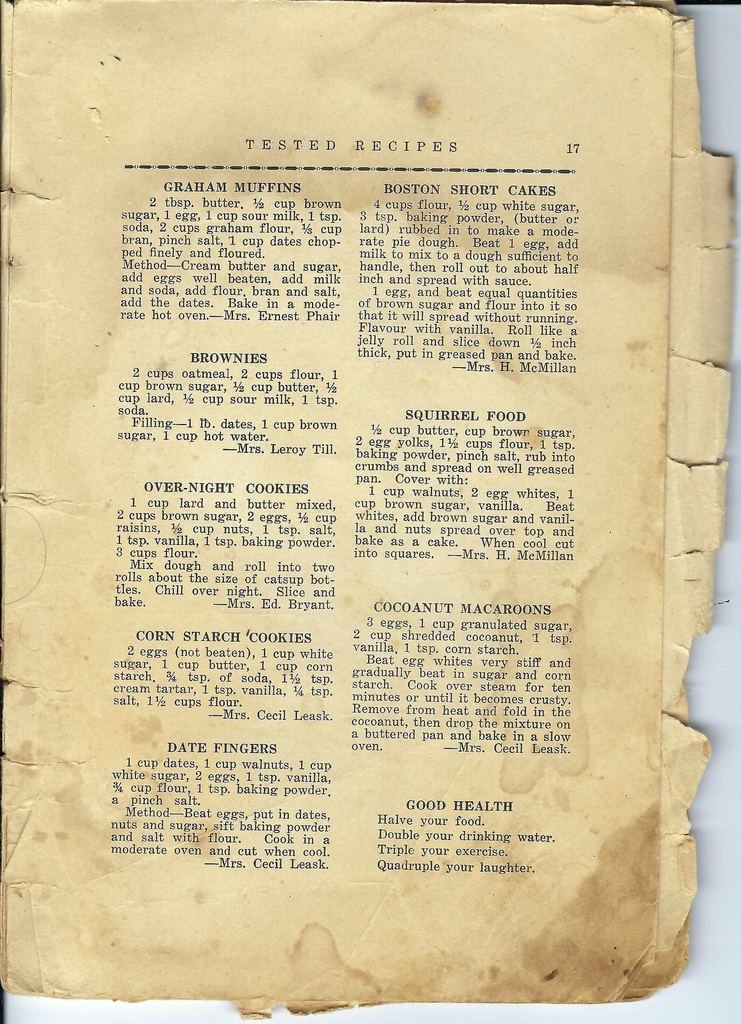 TESTED RECIPES 17
GRAHAM MUFFINS
2 tbsp. butter, ½ cup brown
sugar, 1 egg, 1 cup sour milk, 1 tsp.
soda, 2 cups graham flour, ½ cup
bran, pinch salt, 1 cup dates chop-
ped finely and floured.
Method—Cream butter and sugar,
add eggs well beaten, add milk
and soda, add flour, bran and salt,
add the dates. Bake in a mode-
rate hot oven.—Mrs. Ernest Phair
BROWNIES
2 cups oatmeal, 2 cups flour, 1
cup brown sugar, ½ cup butter, ½
cup lard, ½ cup sour milk, 1 tsp.
soda.
Filling—1 lb. dates, 1 cup brown
sugar, 1 cup hot water.
—Mrs. Leroy Till.
OVER-NIGHT COOKIES
1 cup lard and butter mixed,
2 cups brown sugar, 2 eggs, ½ cup
raisins, ½ cup nuts, 1 tsp. salt,
1 tsp. vanilla, 1 tsp. baking powder.
3 cups flour.
Mix dough and roll into two
rolls about the size of catsup bot-
tles. Chill over night. Slice and
bake. —Mrs. Ed. Bryant.
CORN STARCH COOKIES
2 eggs (not beaten), 1 cup white
sugar, 1 cup butter, 1 cup corn
starch, ¾ tsp. of soda, 1½ tsp.
cream tartar, 1 tsp. vanilla, ¼ tsp.
salt, 1½ cups flour.
—Mrs. Cecil Leask.
DATE FINGERS
1 cup dates, 1 cup walnuts, 1 cup
white sugar, 2 eggs, 1 tsp. vanilla,
¾ cup flour, 1 tsp. baking powder,
a pinch salt.
Method—Beat eggs, put in dates,
nuts and sugar, sift baking powder
and salt with flour. Cook in a
moderate oven and cut when cool.
—Mrs. Cecil Leask.
BOSTON SHORT CAKES
4 cups flour, ½ cup white sugar,
3 tsp. baking powder, (butter or
lard) rubbed in to make a mode-
rate pie dough. Beat 1 egg, add
milk to mix to a dough sufficient to
handle, then roll out to about half
inch and spread with sauce.
1 egg, and beat equal quantities
of brown sugar and flour into it so
that it will spread without running.
Flavour with vanilla. Roll like a
jelly roll and slice down ½ inch
thick, put in greased pan and bake.
—Mrs. H. McMillan
SQUIRREL FOOD
½ cup butter, cup brown sugar,
2 egg yolks, 1½ cups flour, 1 tsp.
baking powder, pinch salt, rub into
crumbs and spread on well greased
pan. Cover with:
1 cup walnuts, 2 egg whites, 1
cup brown sugar, vanilla. Beat
whites, add brown sugar and vanil-
la and nuts spread over top and
bake as a cake. When cool cut
into squares. —Mrs. H. McMillan
COCOANUT MACAROONS
3 eggs, 1 cup granulated sugar,
2 cup shredded cocoanut, 1 tsp.
vanilla, 1 tsp. corn starch.
Beat egg whites very stiff and
gradually beat in sugar and corn
starch. Cook over steam for ten
minutes or until it becomes crusty.
Remove from heat and fold in the
cocoanut, then drop the mixture on
a buttered pan and bake in a slow
oven. —Mrs. Cecil Leask.
GOOD HEALTH
Halve your food.
Double your drinking water.
Triple your exercise.
Quadruple your laughter.